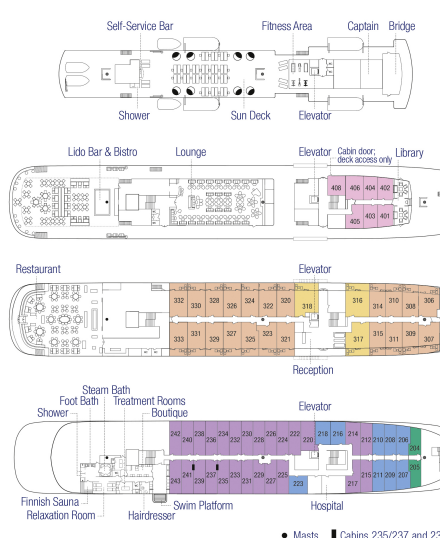 Self-Service Bar Fitness Area Captain Bridge
Shower Sun Deck Elevator
Lido Bar & Bistro Lounge Elevator Cabin door; Library
deck access only
408 406 404 402
405 403 401
Restaurant Elevator
332 330 328 326 324 322 320 318 316 314 310 308 306
333 331 329 327 325 323 321 317 315 311 309
Reception
Steam Bath
Foot Bath Treatment Rooms
Shower Boutique Elevator
242 240 238 236 234 232 230 228 226 224 222 220 218 216 214 212 210 208 206 204
243 241 239 237 235 233 231 229 227 225 223 217 215 211 209 207 205
Finnish Sauna Swim Platform Hospital
Relaxation Room Hairdresser
Masts Cabins 235/237 and 23